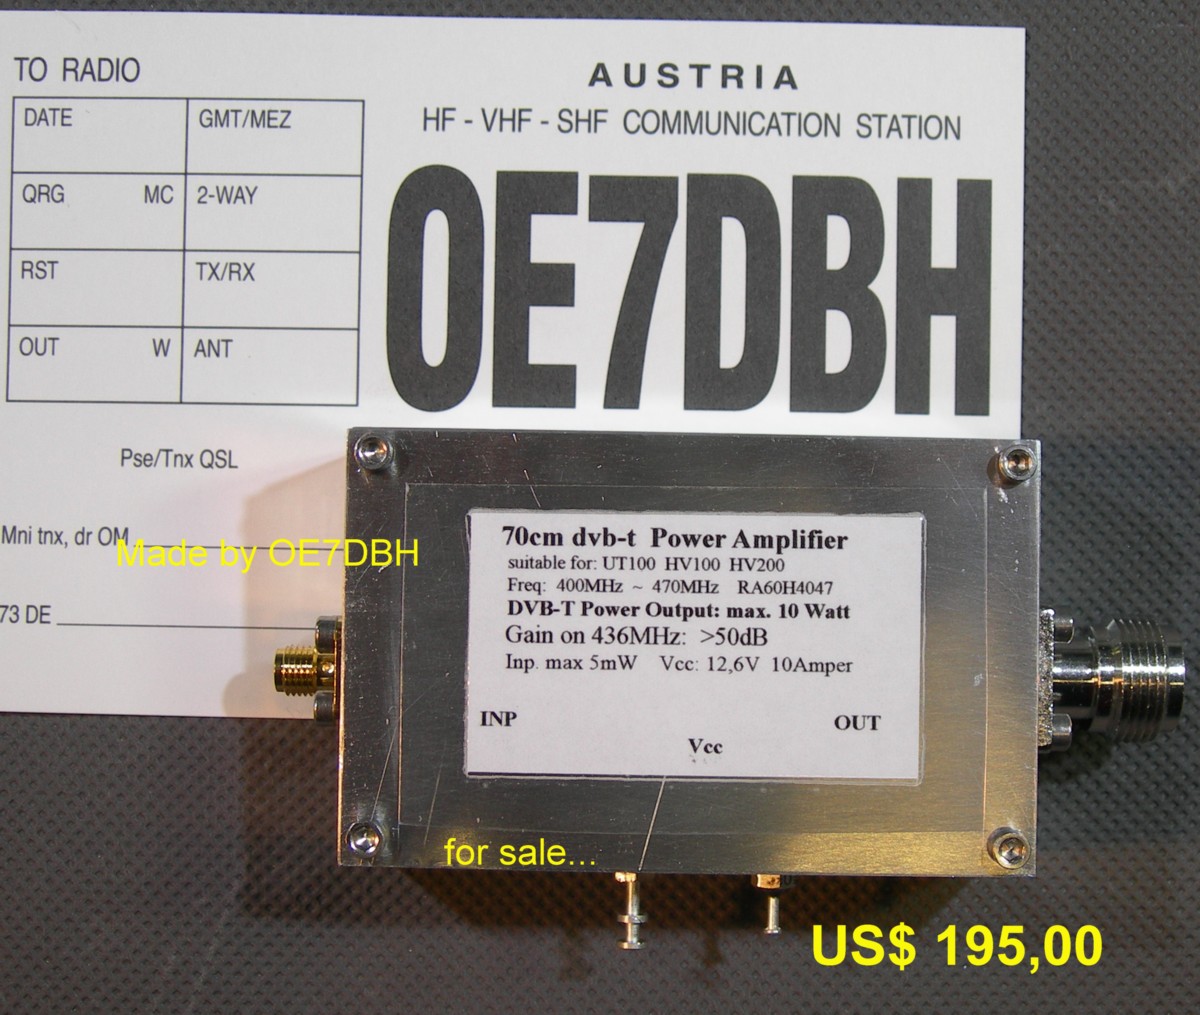 TO RADIO
DATE
GMT/MEZ
QRG MC
2-WAY
RST
TX/RX
OUT W
ANT
Pse/Tnx QSL
Mni tnx, dr OM
73 DE
AUSTRIA
HF - VHF - SHF COMMUNICATION STATION
OE7DBH
Made by OE7DBH
70cm dvb-t Power Amplifier
suitable for: UT100 HV100 HV200
Freq: 400MHz ~ 470MHz RA60H4047
DVB-T Power Output: max. 10 Watt
Gain on 436MHz: >50dB
Inp. max 5mW Vcc: 12,6V 10Amper
INP
OUT
Vcc
for sale...
US$ 195,00